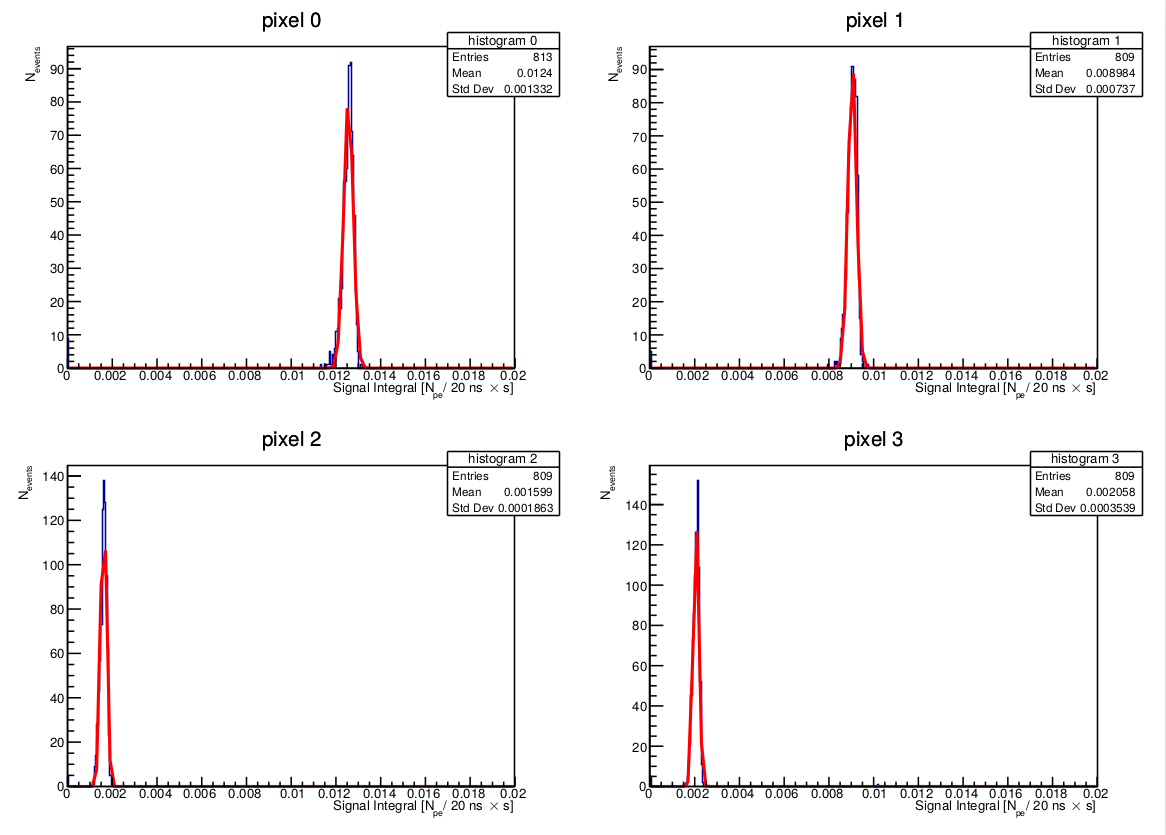 pixel 0
histogram 0
Entries 813
Mean 0.0124
Std Dev 0.001332
N_events
90
80
70
60
50
40
30
20
10
0
0 0.002 0.004 0.006 0.008 0.01 0.012 0.014 0.016 0.018 0.02
Signal Integral [N_pe / 20 ns × s]
pixel 1
histogram 1
Entries 809
Mean 0.008984
Std Dev 0.000737
N_events
90
80
70
60
50
40
30
20
10
0
0 0.002 0.004 0.006 0.008 0.01 0.012 0.014 0.016 0.018 0.02
Signal Integral [N_pe / 20 ns × s]
pixel 2
histogram 2
Entries 809
Mean 0.001599
Std Dev 0.0001863
N_events
140
120
100
80
60
40
20
0
0 0.002 0.004 0.006 0.008 0.01 0.012 0.014 0.016 0.018 0.02
Signal Integral [N_pe / 20 ns × s]
pixel 3
histogram 3
Entries 809
Mean 0.002058
Std Dev 0.0003539
N_events
140
120
100
80
60
40
20
0
0 0.002 0.004 0.006 0.008 0.01 0.012 0.014 0.016 0.018 0.02
Signal Integral [N_pe / 20 ns × s]